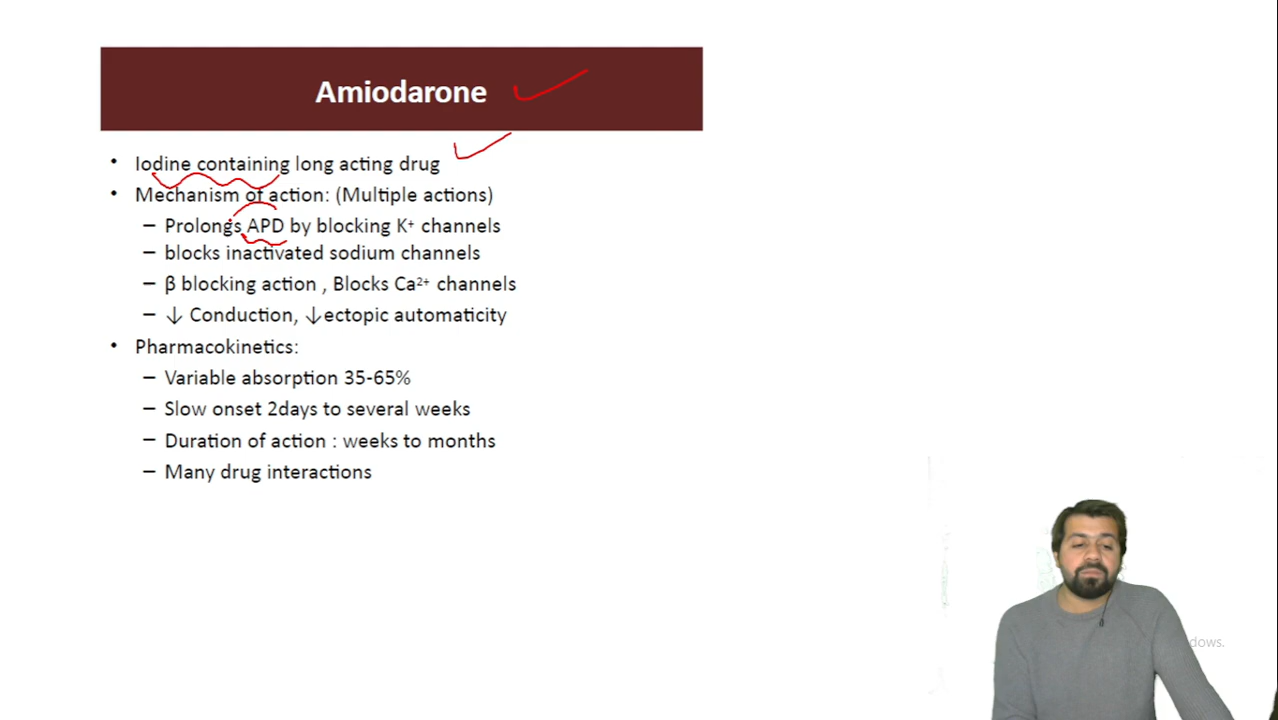 Amiodarone
• Iodine containing long acting drug
• Mechanism of action: (Multiple actions)
– Prolongs APD by blocking K⁺ channels
– blocks inactivated sodium channels
– β blocking action , Blocks Ca²⁺ channels
– ↓ Conduction, ↓ectopic automaticity
• Pharmacokinetics:
– Variable absorption 35-65%
– Slow onset 2days to several weeks
– Duration of action : weeks to months
– Many drug interactions
dows.